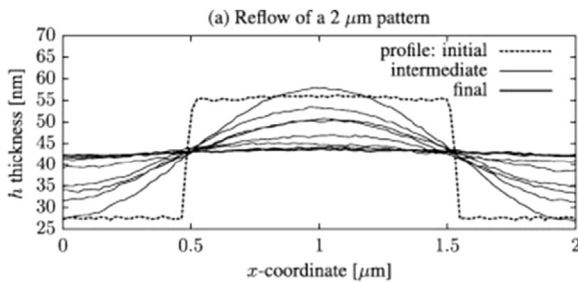 (a) Reflow of a 2 μm pattern
70
65
60
55
50
45
40
35
30
25
h thickness [nm]
profile: initial
intermediate
final
0
0.5
1
1.5
2
x-coordinate [μm]